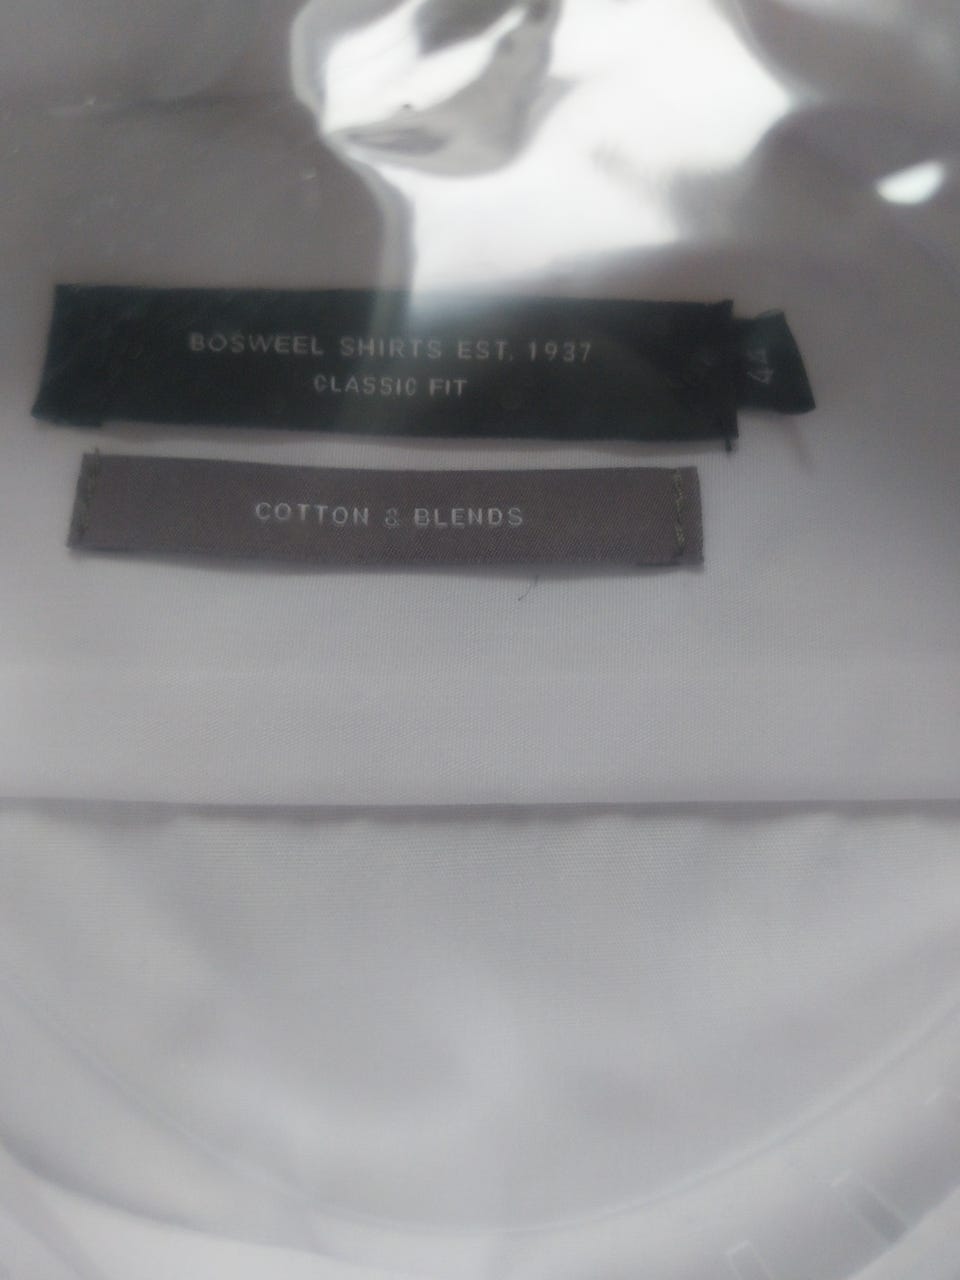 BOSWEEL SHIRTS EST. 1937
CLASSIC FIT
44
COTTON & BLENDS